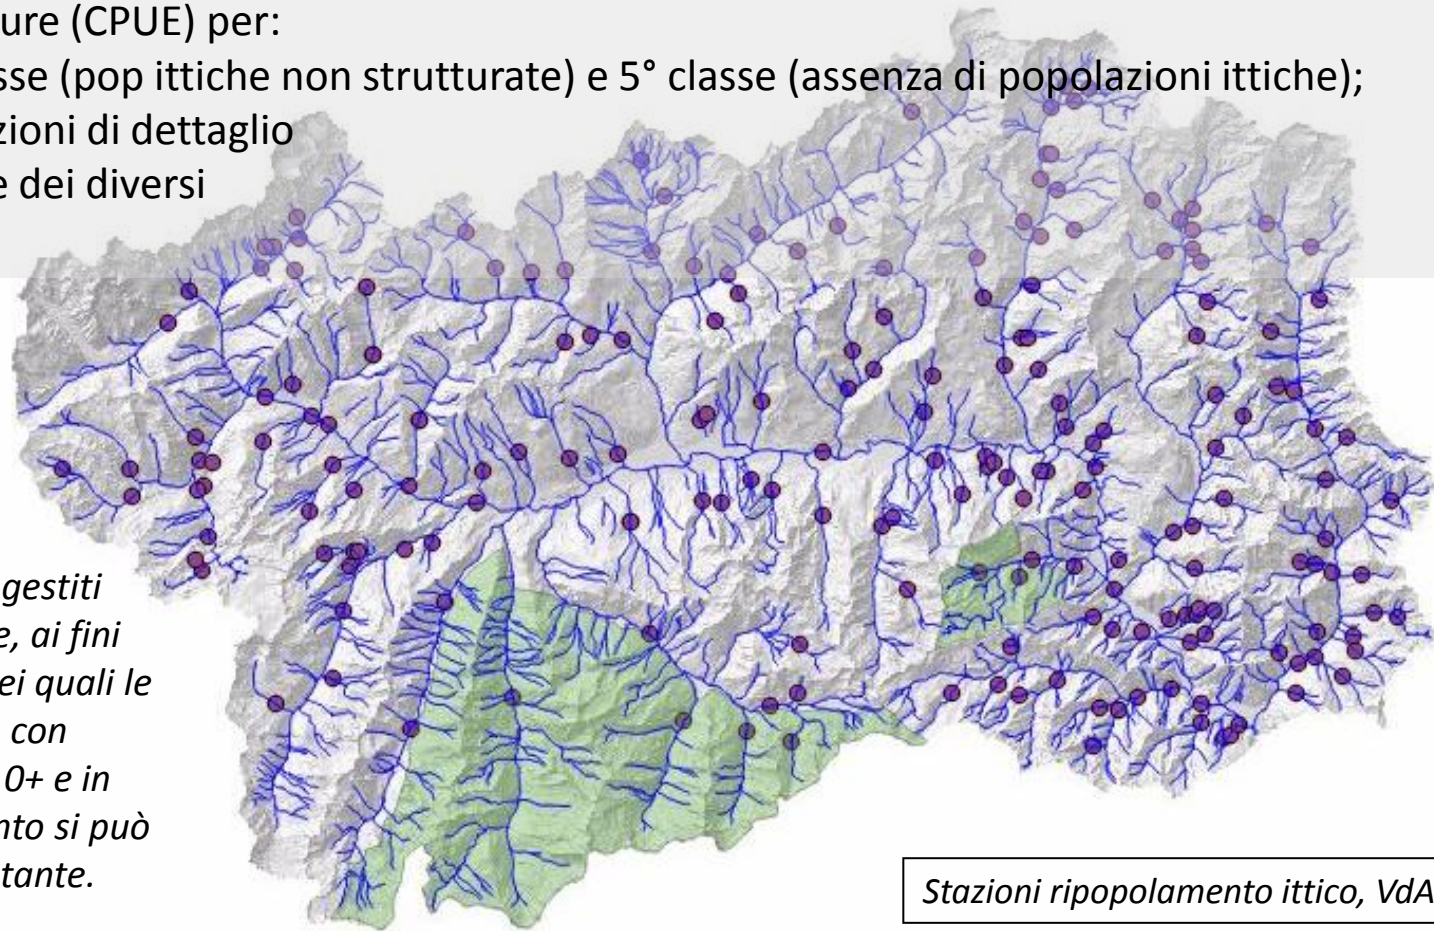 ure (CPUE) per:
sse (pop ittiche non strutturate) e 5° classe (assenza di popolazioni ittiche);
zioni di dettaglio
e dei diversi
gestiti
e, ai fini
ei quali le
con
0+ e in
nto si può
tante.
Stazioni ripopolamento ittico, VdA